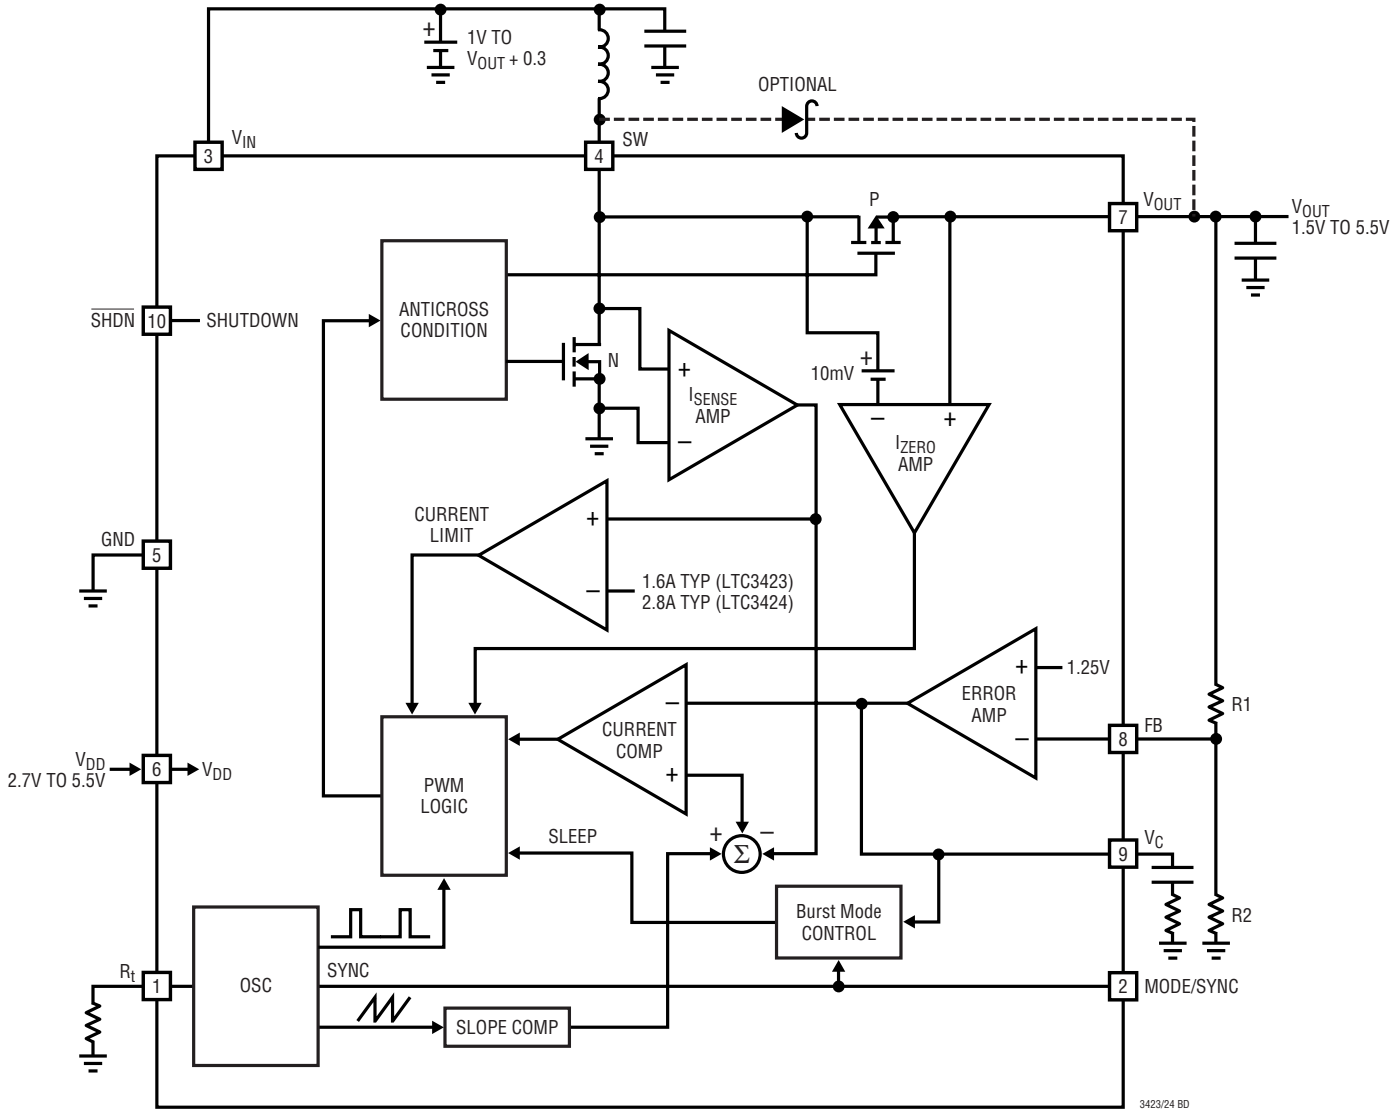 +
1V TO
VOUT + 0.3
OPTIONAL
VIN
3
SW
4
P
7
VOUT
VOUT
1.5V TO 5.5V
ANTICROSS
CONDITION
SHDN
10
SHUTDOWN
N
+
ISENSE
AMP
−
+
10mV
−
+
IZERO
AMP
CURRENT
LIMIT
+
−
1.6A TYP (LTC3423)
2.8A TYP (LTC3424)
GND
5
+
1.25V
ERROR
AMP
−
R1
FB
8
−
CURRENT
COMP
+
PWM
LOGIC
VDD
2.7V TO 5.5V
6
VDD
SLEEP
+
−
Σ
VC
9
Burst Mode
CONTROL
R2
OSC
Rt
1
SYNC
2
MODE/SYNC
SLOPE COMP
3423/24 BD